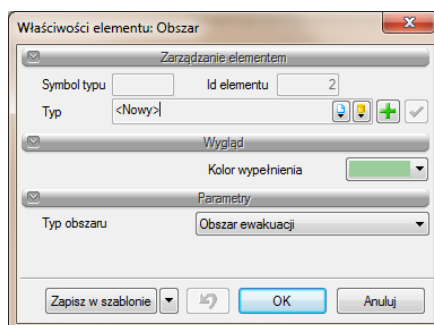 Właściwości elementu: Obszar
Zarządzanie elementem
Symbol typu Id elementu 2
Typ <Nowy>
Wygląd
Kolor wypełnienia
Parametry
Typ obszaru Obszar ewakuacji
Zapisz w szablonie OK Anuluj